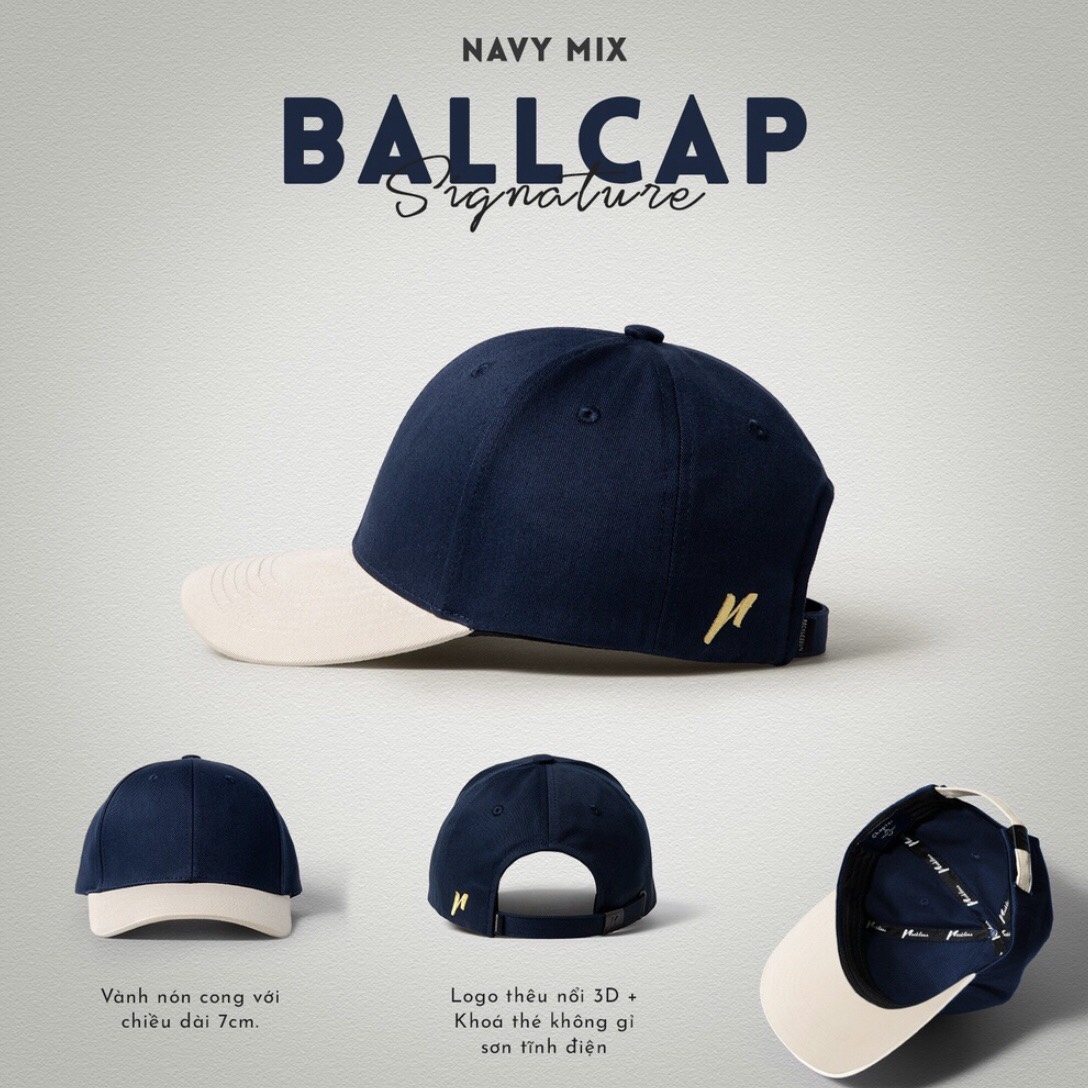 NAVY MIX
BALLCAP
Signature
Vành nón cong với
chiều dài 7cm.
Logo thêu nổi 3D +
Khoá thé không gỉ
sơn tĩnh điện